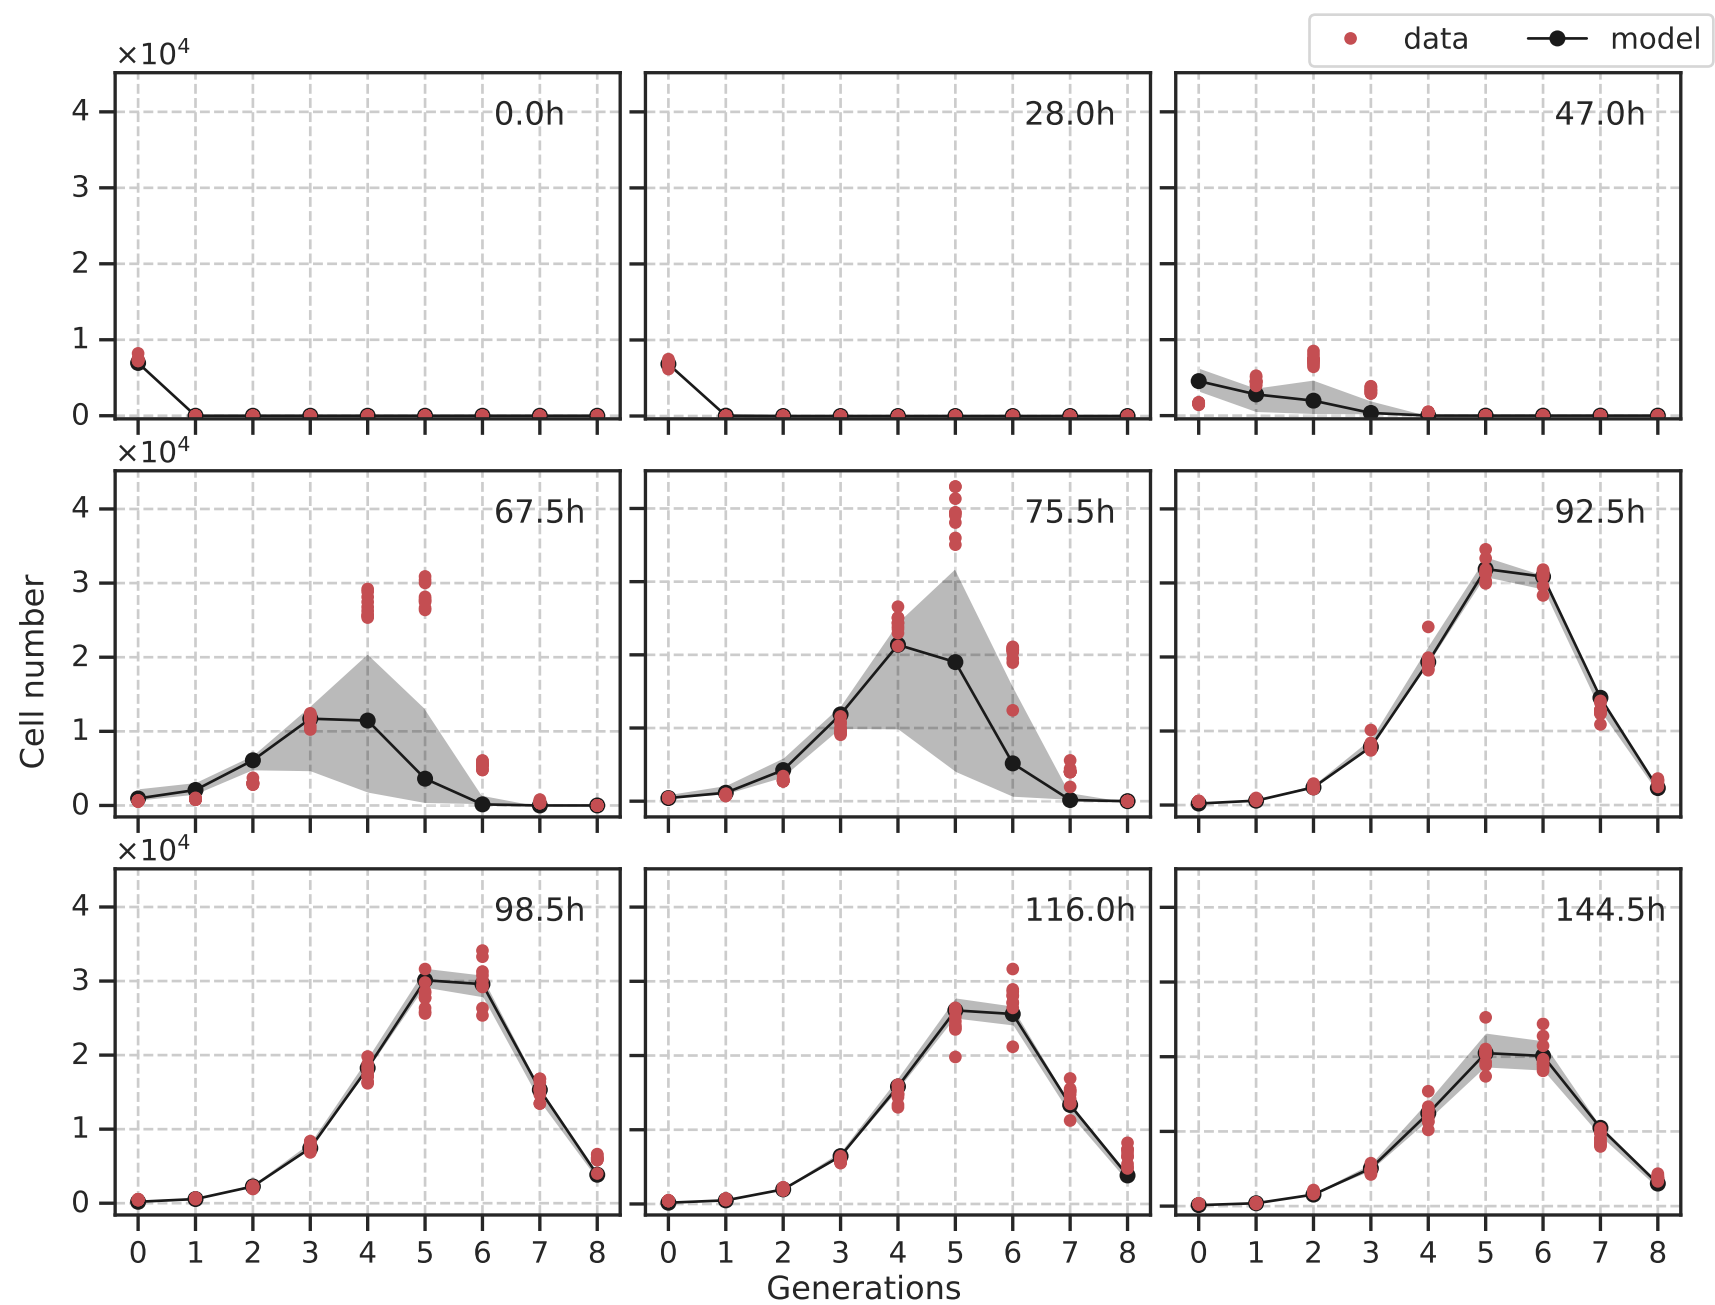 data model
×10⁴
4 0.0h 28.0h 47.0h
3
2
1
0
×10⁴
4 67.5h 75.5h 92.5h
3
2
1
0
Cell number
×10⁴
4 98.5h 116.0h 144.5h
3
2
1
0
0 1 2 3 4 5 6 7 8 0 1 2 3 4 5 6 7 8 0 1 2 3 4 5 6 7 8
Generations